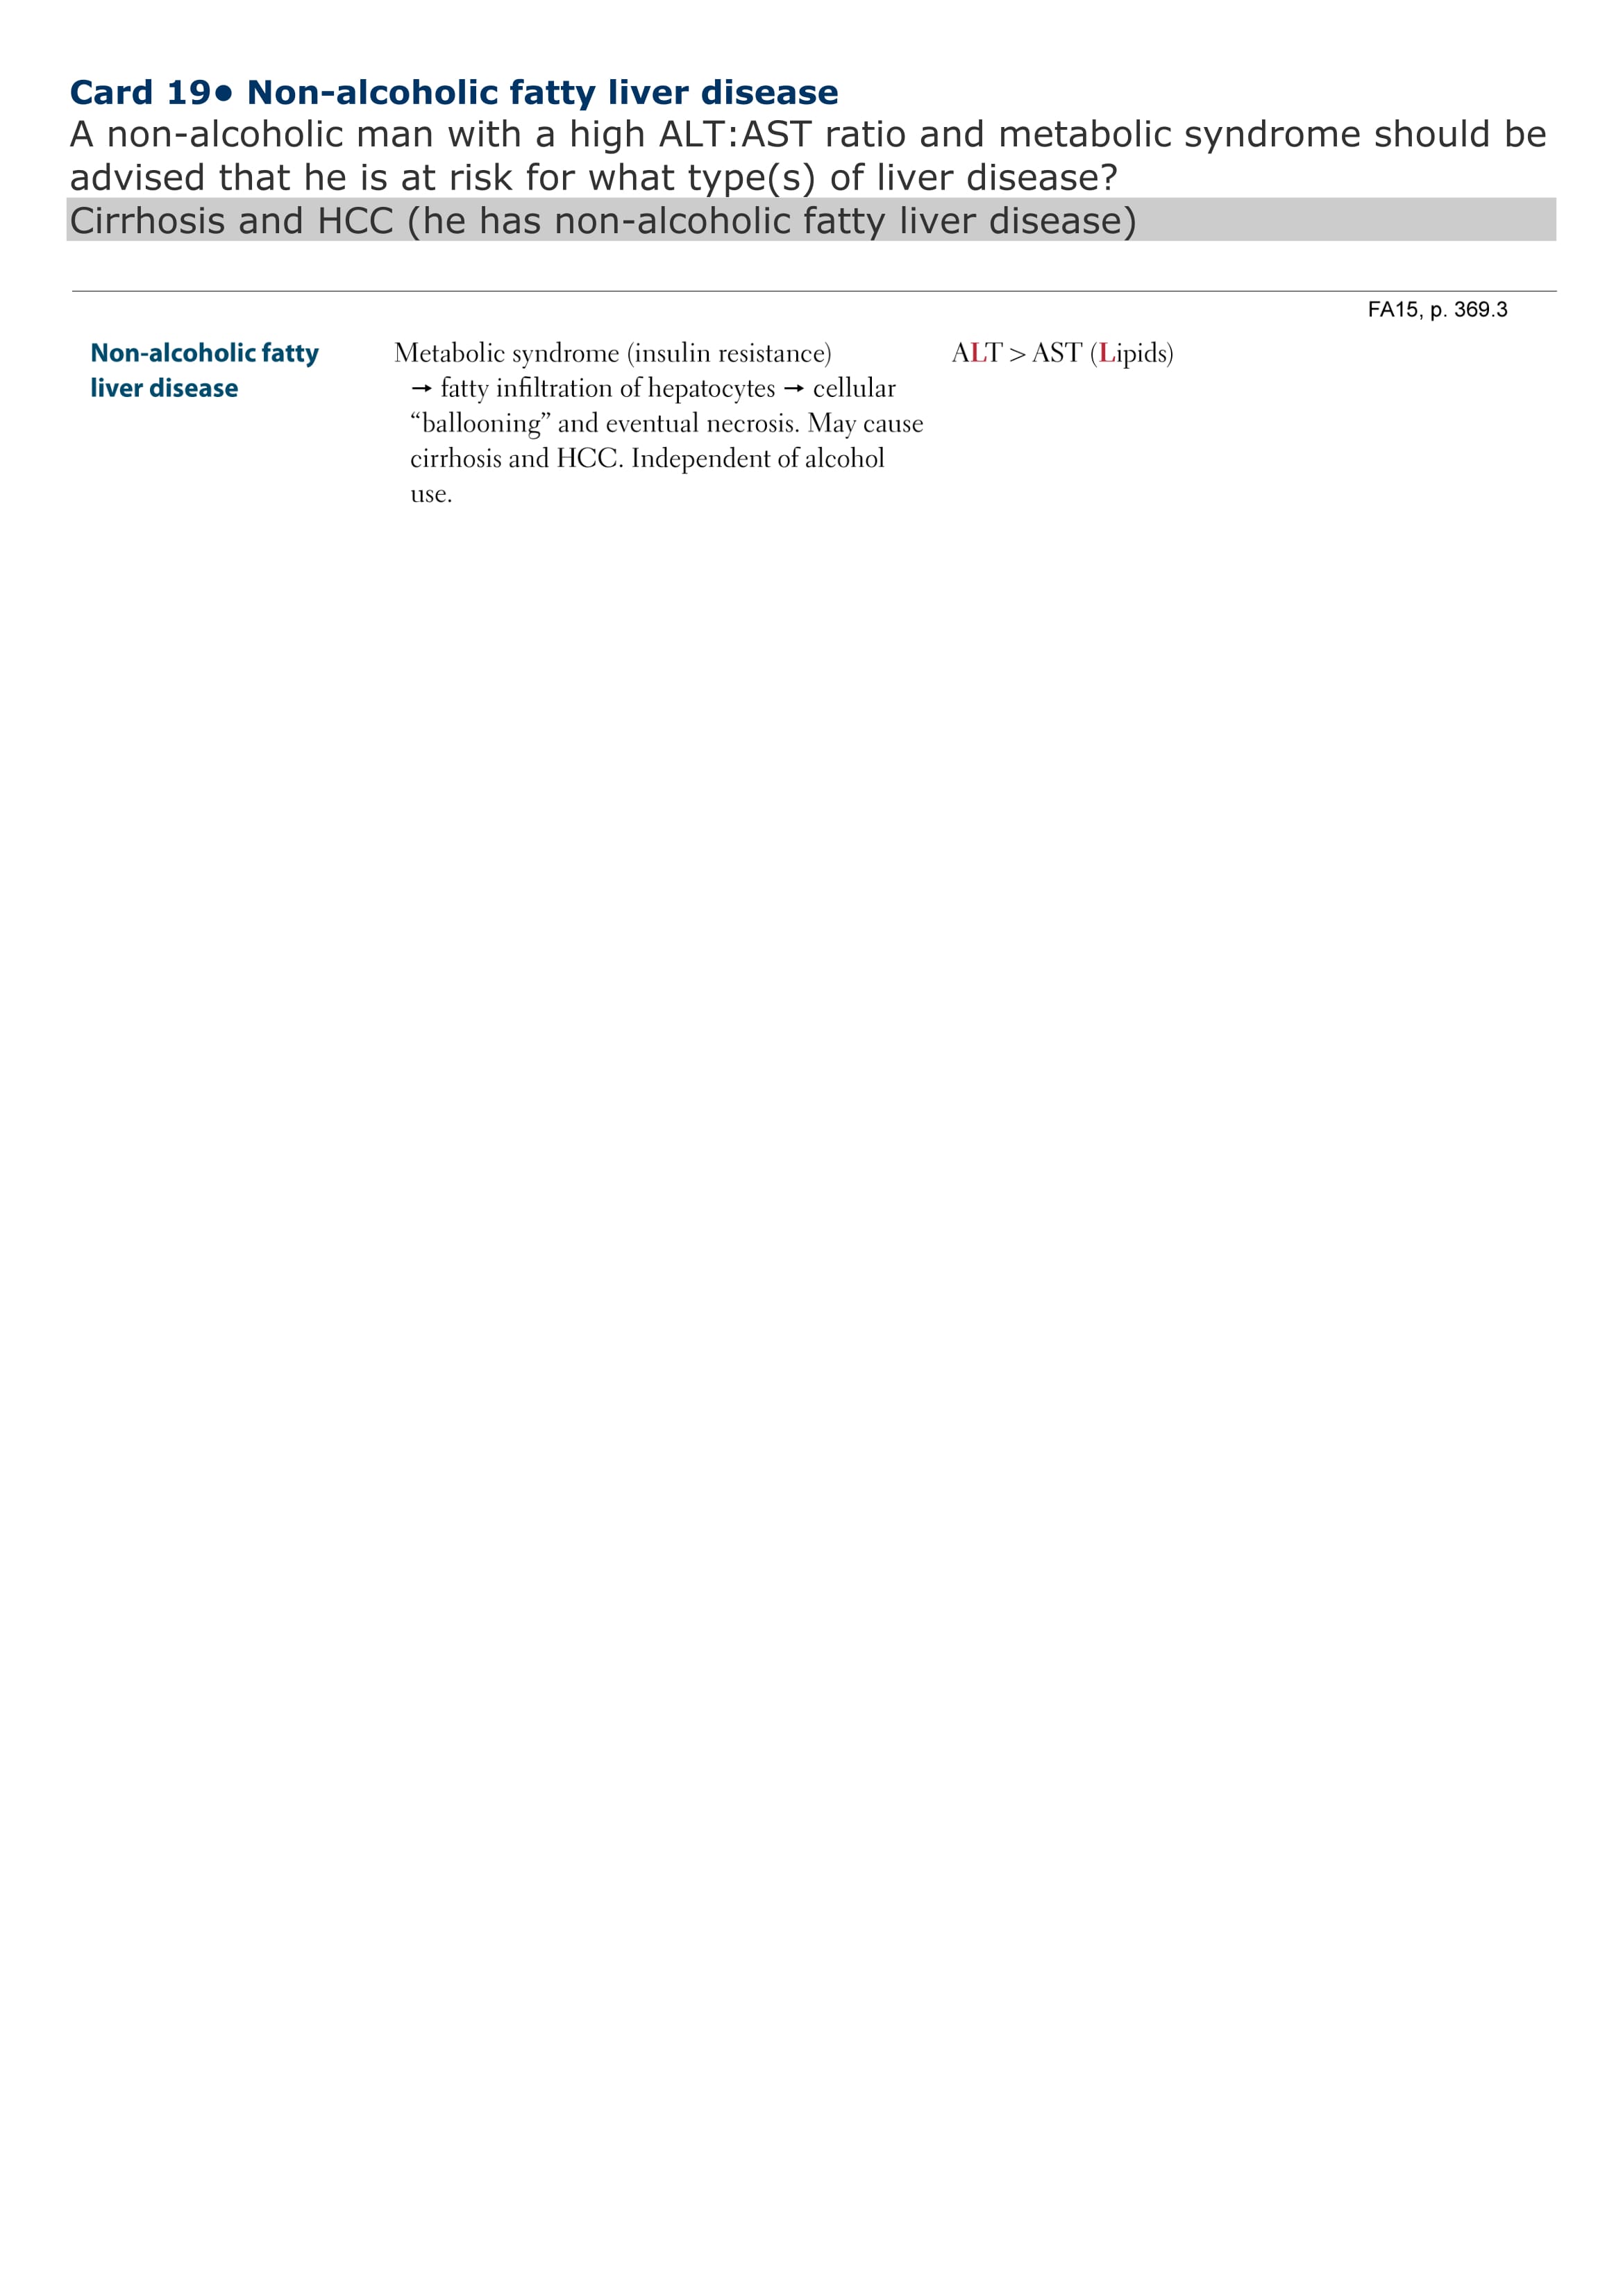 Card 19● Non-alcoholic fatty liver disease
A non-alcoholic man with a high ALT:AST ratio and metabolic syndrome should be
advised that he is at risk for what type(s) of liver disease?
Cirrhosis and HCC (he has non-alcoholic fatty liver disease)
FA15, p. 369.3
Non-alcoholic fatty
liver disease
Metabolic syndrome (insulin resistance)
→ fatty infiltration of hepatocytes → cellular
“ballooning” and eventual necrosis. May cause
cirrhosis and HCC. Independent of alcohol
use.
ALT > AST (Lipids)